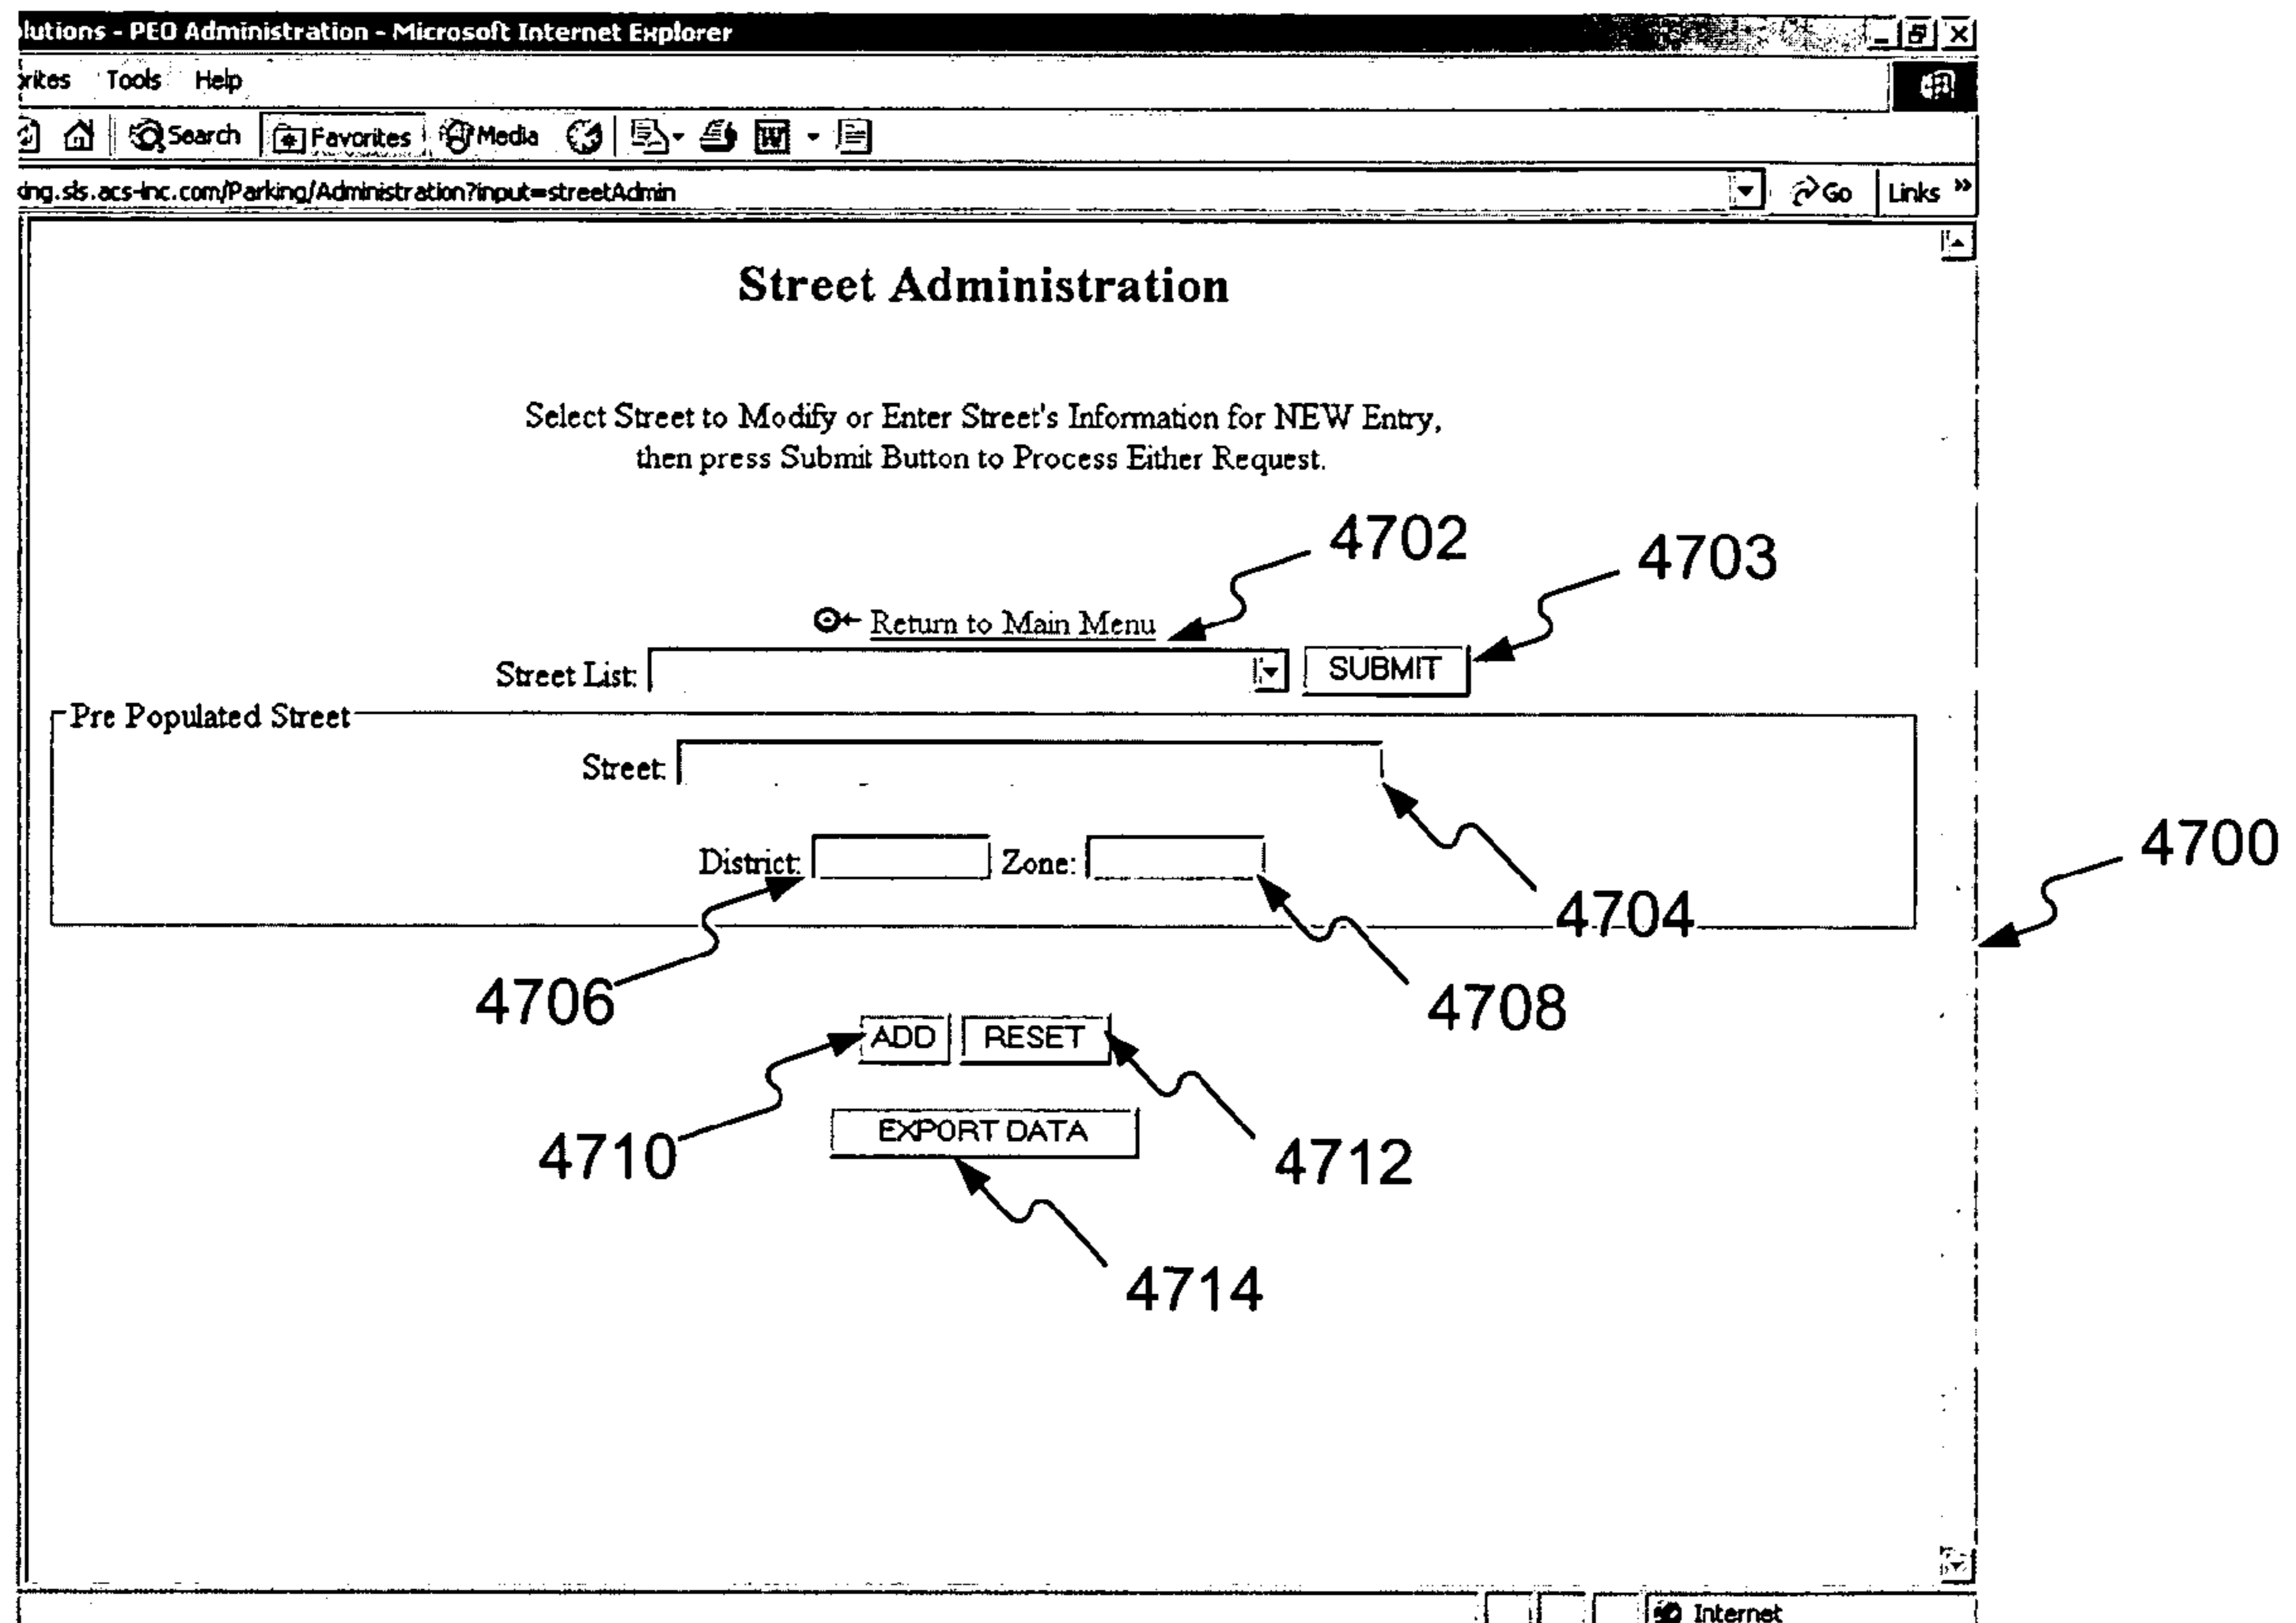 lutions - PEO Administration - Microsoft Internet Explorer
rites Tools Help
Search Favorites Media
ing.sls.acs-inc.com/Parking/Administration?input=streetAdmin Go Links »
Street Administration
Select Street to Modify or Enter Street's Information for NEW Entry,
then press Submit Button to Process Either Request.
4702
4703
Return to Main Menu
Street List: SUBMIT
Pre Populated Street
Street:
4700
District: Zone:
4704
4706
4708
ADD RESET
EXPORT DATA
4710
4712
4714
Internet